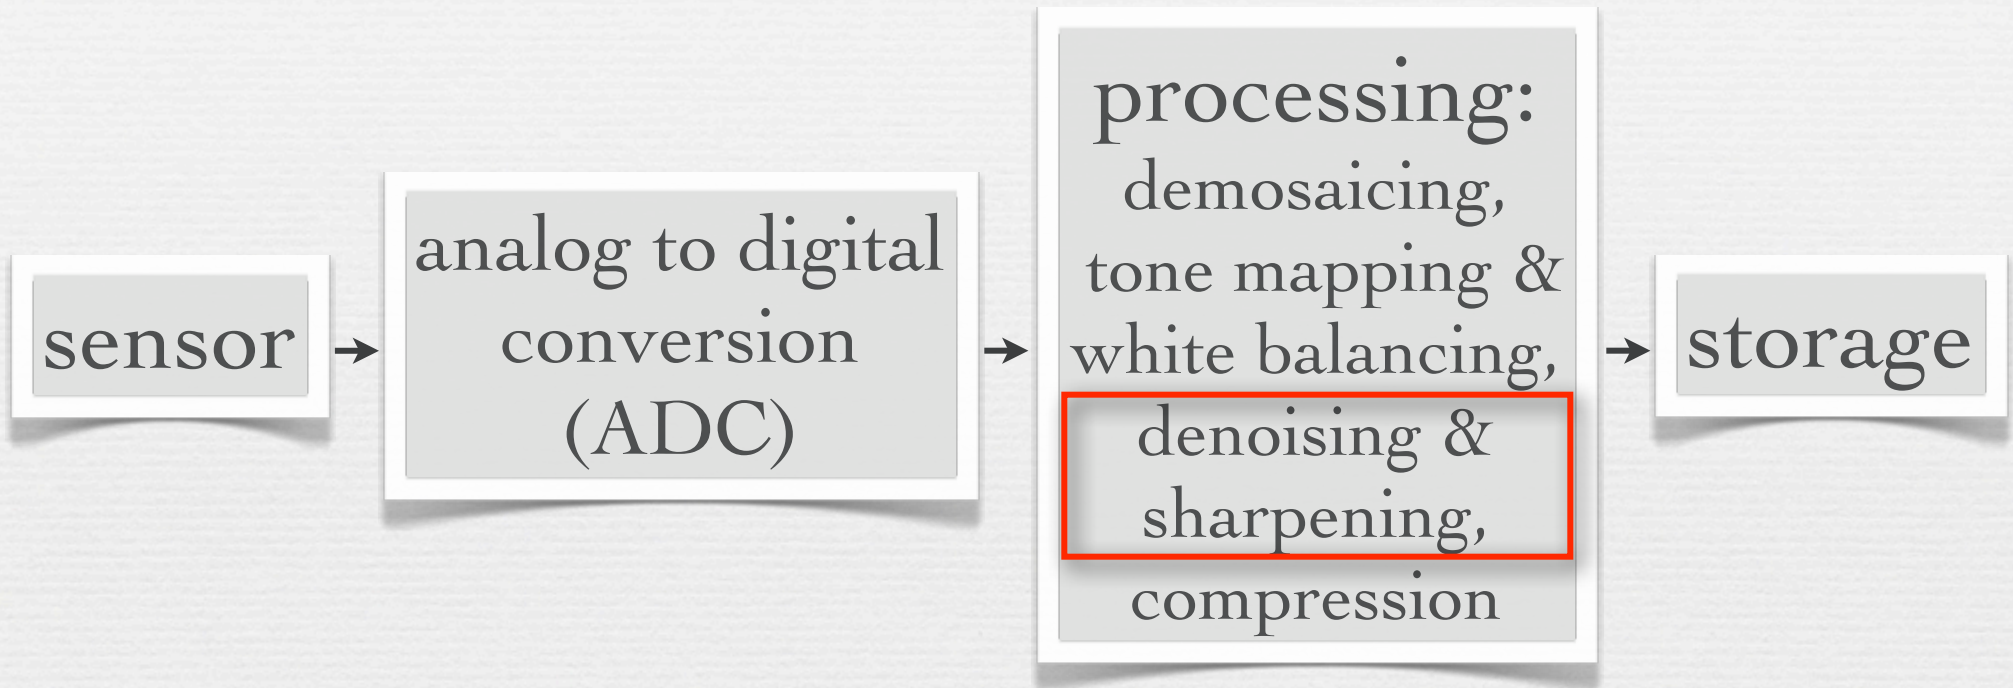 sensor
analog to digital
conversion
(ADC)
processing:
demosaicing,
tone mapping &
white balancing,
denoising &
sharpening,
compression
storage